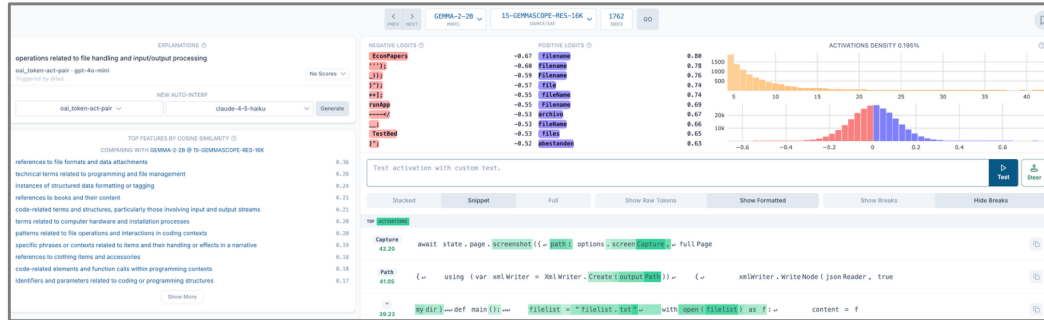 PREV
NEXT
GEMMA-2-2B
MODEL
15-GEMMASCOPE-RES-16K
SOURCE/SAE
1762
INDEX
GO
EXPLANATIONS
operations related to file handling and input/output processing
oai_token-act-pair · gpt-4o-mini
Triggered by @bot
No Scores
NEW AUTO-INTERP
oai_token-act-pair
claude-4-5-haiku
Generate
TOP FEATURES BY COSINE SIMILARITY
COMPARING WITH GEMMA-2-2B @ 15-GEMMASCOPE-RES-16K
references to file formats and data attachments 0.36
technical terms related to programming and file management 0.26
instances of structured data formatting or tagging 0.24
references to books and their content 0.21
code-related terms and structures, particularly those involving input and output streams 0.21
terms related to computer hardware and installation processes 0.20
patterns related to file operations and interactions in coding contexts 0.20
specific phrases or contexts related to items and their handling or effects in a narrative 0.19
references to clothing items and accessories 0.18
code-related elements and function calls within programming contexts 0.18
identifiers and parameters related to coding or programming structures 0.17
Show More
NEGATIVE LOGITS
EconPapers -0.67
'''); -0.60
_)); -0.59
}"); -0.57
++]; -0.55
runApp -0.55
----</ -0.53
__; -0.53
TestBed -0.53
)"; -0.52
POSITIVE LOGITS
filename 0.80
filename 0.78
Filename 0.76
file 0.74
fileName 0.74
Filename 0.69
archivo 0.67
fileName 0.66
files 0.65
abestanden 0.63
ACTIVATIONS DENSITY 0.195%
1500
1000
500
5 10 15 20 25 30 35 40
20k
10k
−0.6 −0.4 −0.2 0 0.2 0.4 0.6
Test activation with custom text.
Test
Steer
Stacked
Snippet
Full
Show Raw Tokens
Show Formatted
Show Breaks
Hide Breaks
TOP ACTIVATIONS
Capture
42.20
await state.page.screenshot({↵ path: options.screenCapture,↵ fullPage
Path
41.05
{↵ using (var xmlWriter = XmlWriter.Create(outputPath))↵ {↵ xmlWriter.WriteNode(jsonReader, true
"
39.23
mydir)↵↵def main():↵↵ filelist = "filelist.txt"↵ with open(filelist) as f:↵ content = f